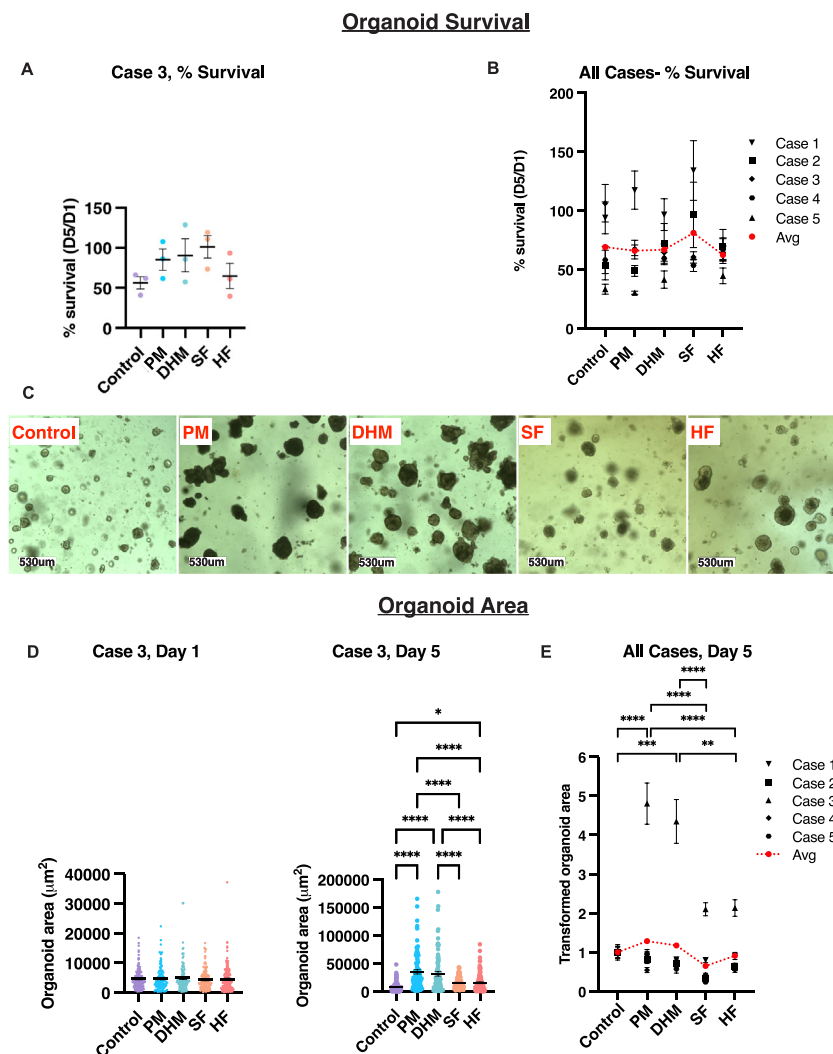 Organoid Survival
A
Case 3, % Survival
% survival (D5/D1)
150
100
50
0
Control
PM
DHM
SF
HF
B
All Cases- % Survival
% survival (D5/D1)
200
150
100
50
0
Control
PM
DHM
SF
HF
Case 1
Case 2
Case 3
Case 4
Case 5
Avg
C
Control
530um
PM
530um
DHM
530um
SF
530um
HF
530um
Organoid Area
D
Case 3, Day 1
Organoid area (μm²)
40000
30000
20000
10000
0
Control
PM
DHM
SF
HF
Case 3, Day 5
*
****
****
**** ****
**** ****
Organoid area (μm²)
200000
150000
100000
50000
0
Control
PM
DHM
SF
HF
E
All Cases, Day 5
****
****
**** ****
*** **
Transformed organoid area
6
5
4
3
2
1
0
Control
PM
DHM
SF
HF
Case 1
Case 2
Case 3
Case 4
Case 5
Avg